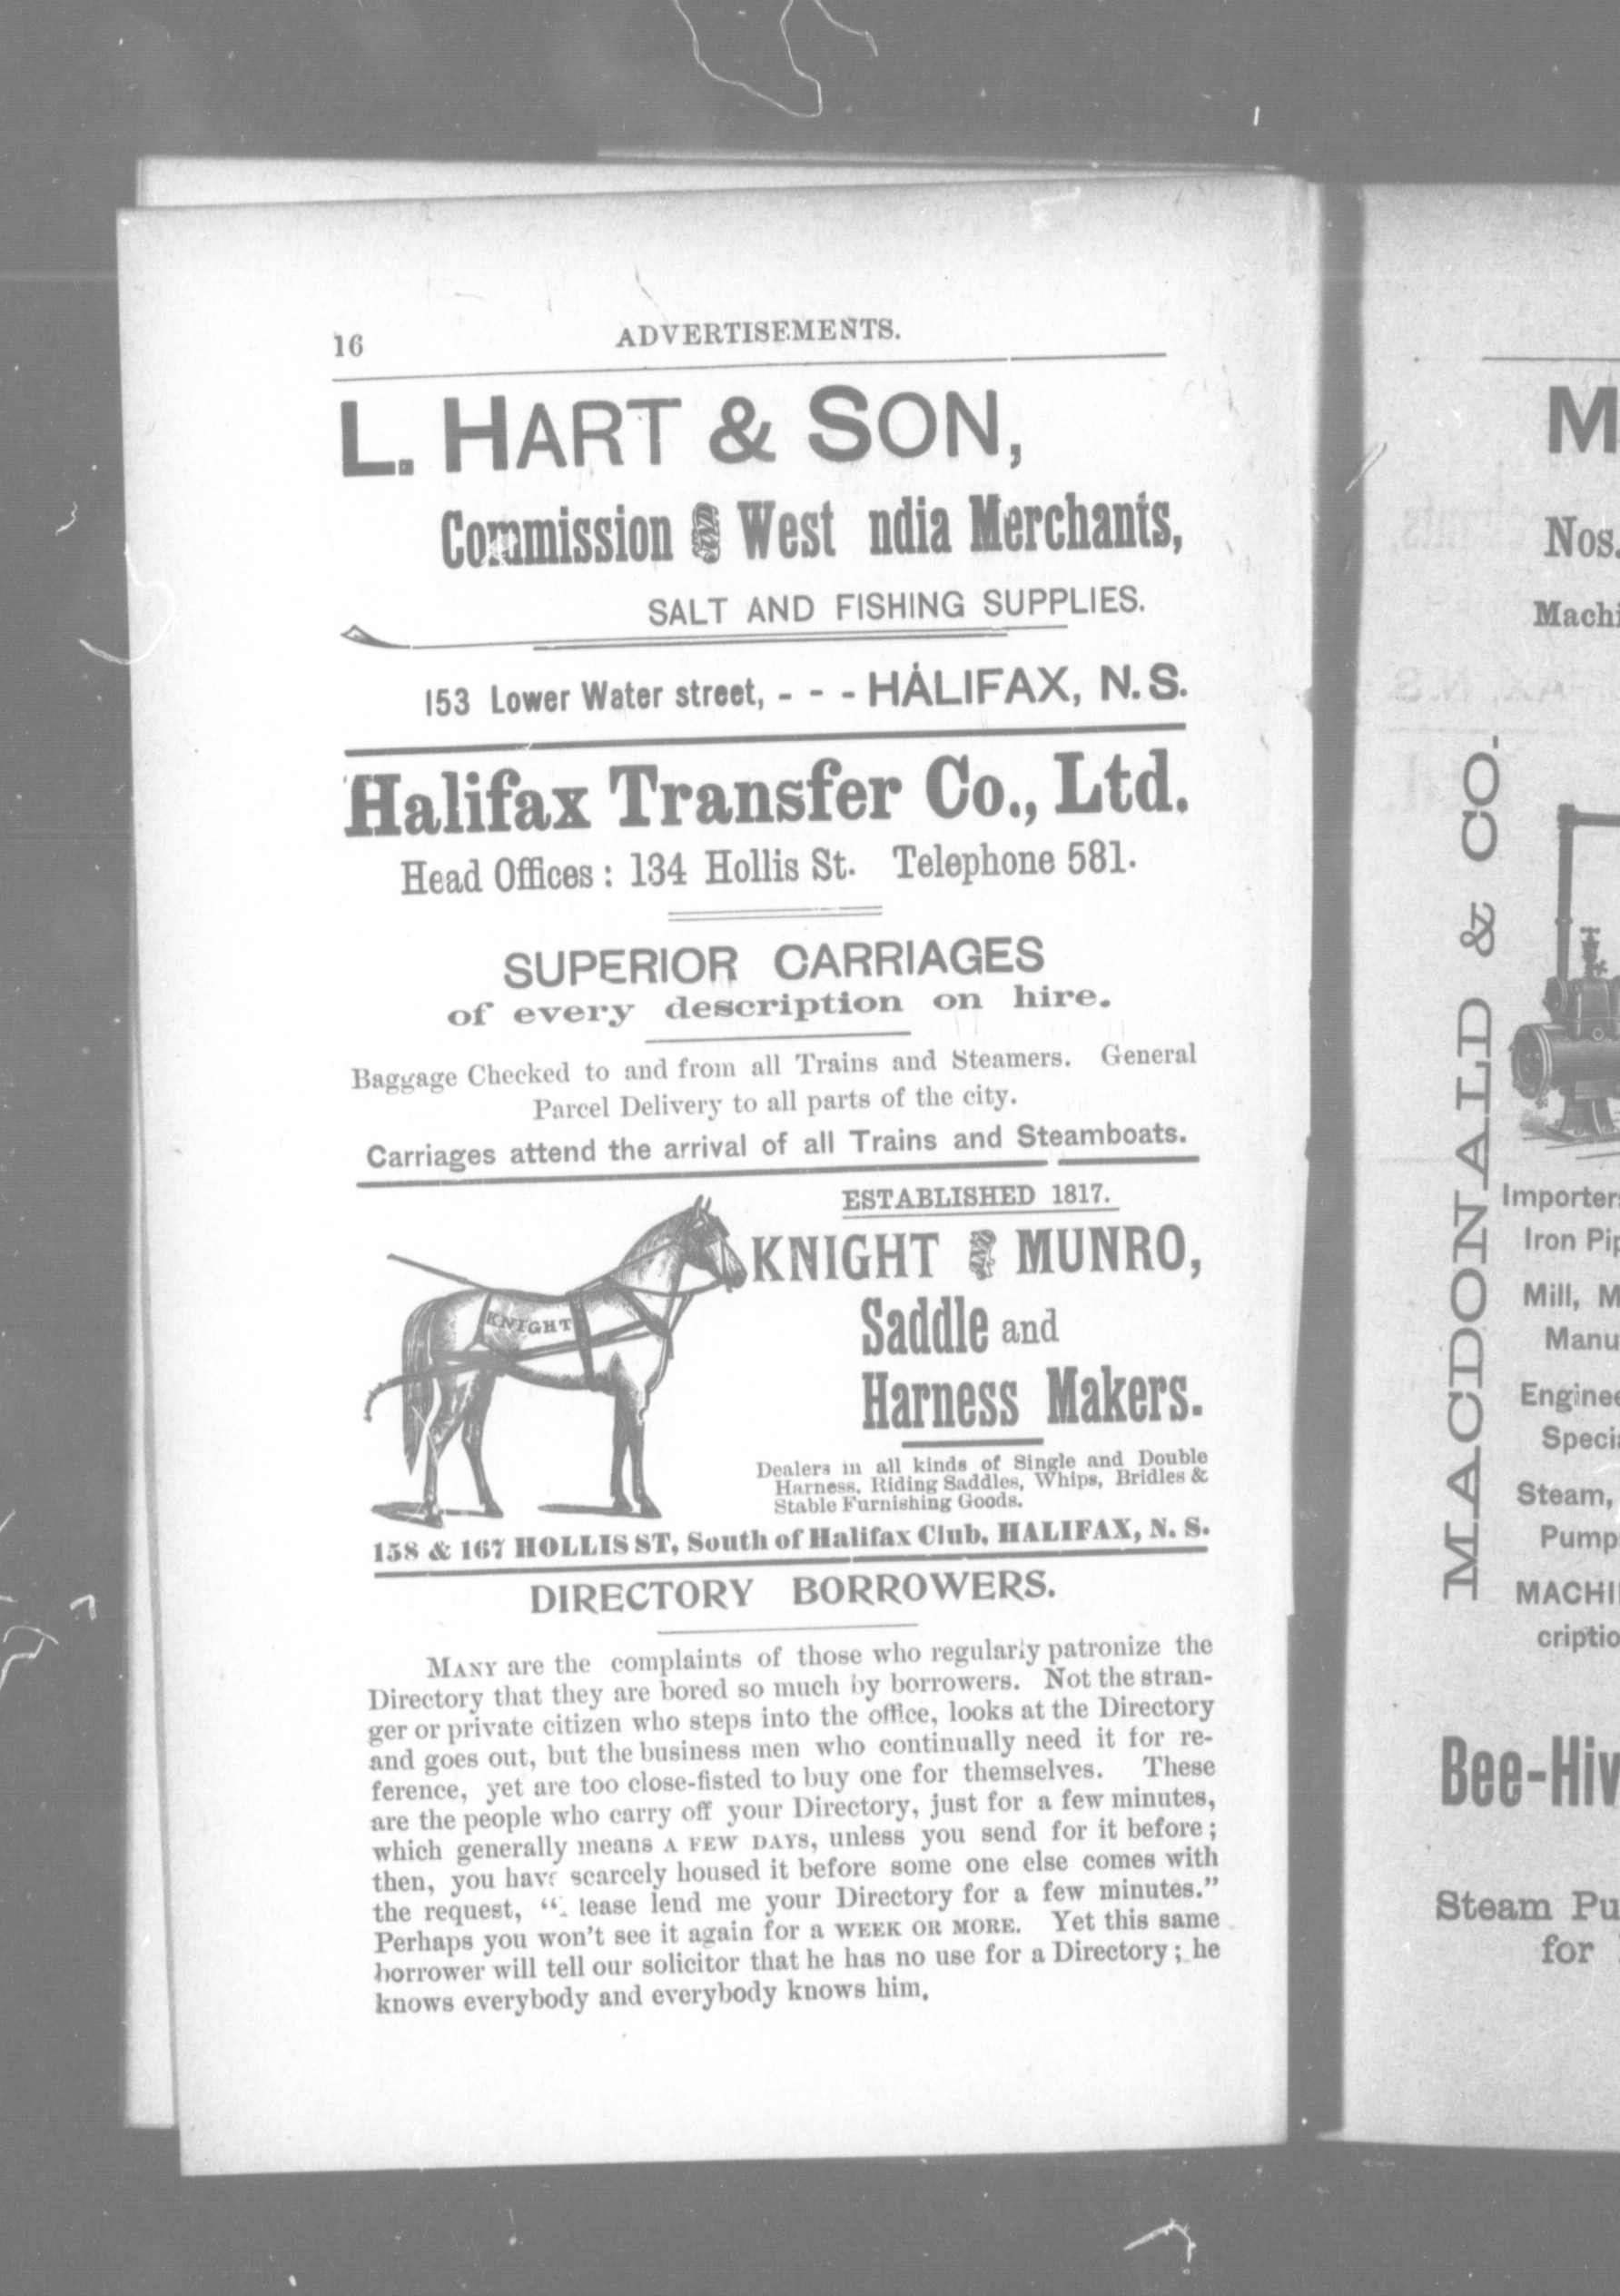 16 ADVERTISEMENTS.
L. HART & SON,
Commission AND West ndia Merchants,
SALT AND FISHING SUPPLIES.
153 Lower Water street, - - - HALIFAX, N. S.
Halifax Transfer Co., Ltd.
Head Offices : 134 Hollis St. Telephone 581.
SUPERIOR CARRIAGES
of every description on hire.
Baggage Checked to and from all Trains and Steamers. General
Parcel Delivery to all parts of the city.
Carriages attend the arrival of all Trains and Steamboats.
ESTABLISHED 1817.
KNIGHT AND MUNRO,
KNIGHT
Saddle and
Harness Makers.
Dealers in all kinds of Single and Double
Harness, Riding Saddles, Whips, Bridles &
Stable Furnishing Goods.
158 & 167 HOLLIS ST, South of Halifax Club, HALIFAX, N. S.
DIRECTORY BORROWERS.
MANY are the complaints of those who regularly patronize the
Directory that they are bored so much by borrowers. Not the stran-
ger or private citizen who steps into the office, looks at the Directory
and goes out, but the business men who continually need it for re-
ference, yet are too close-fisted to buy one for themselves. These
are the people who carry off your Directory, just for a few minutes,
which generally means A FEW DAYS, unless you send for it before ;
then, you have scarcely housed it before some one else comes with
the request, " lease lend me your Directory for a few minutes."
Perhaps you won't see it again for a WEEK OR MORE. Yet this same
borrower will tell our solicitor that he has no use for a Directory ; he
knows everybody and everybody knows him.
M
Nos.
Machi
MACDONALD & CO.
Importers
Iron Pip
Mill, M
Manu
Enginee
Specia
Steam,
Pump
MACHI
criptio
Bee-Hiv
Steam Pu
for